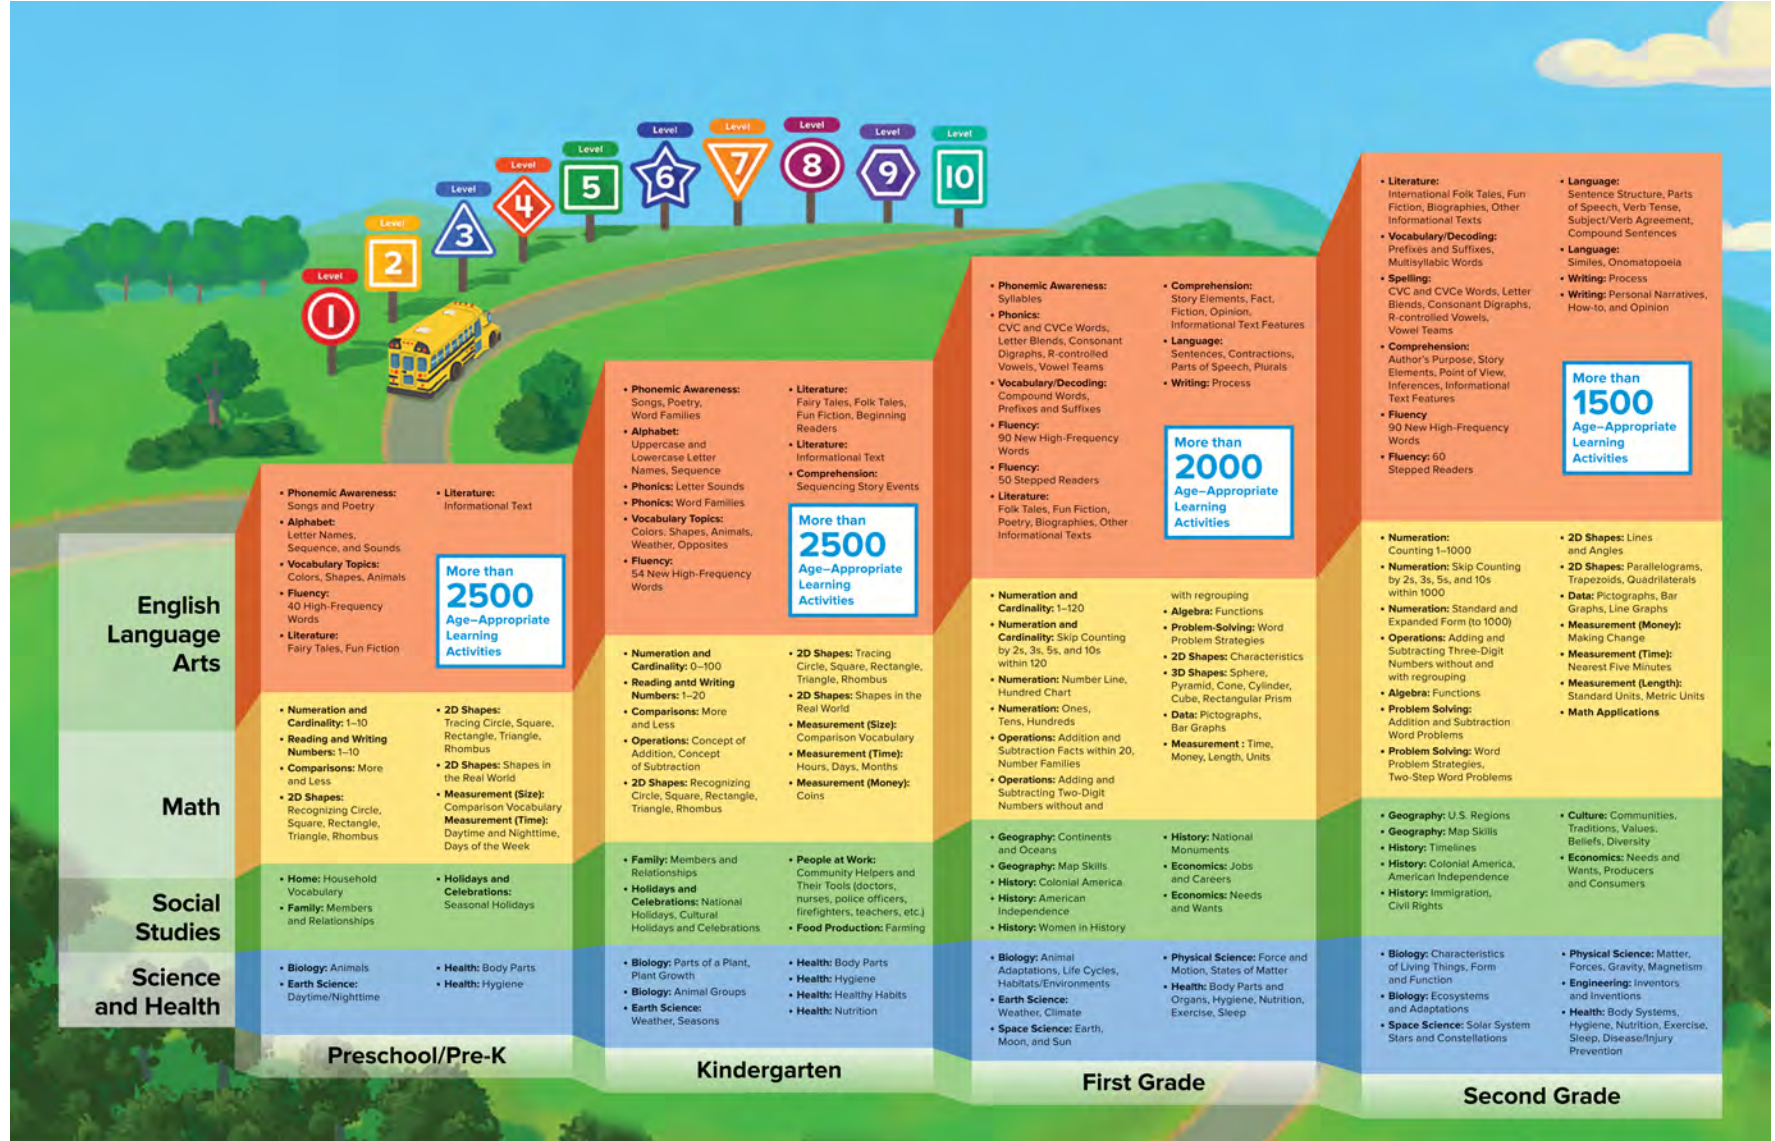 Level
1
Level
2
Level
3
Level
4
Level
5
Level
6
Level
7
Level
8
Level
9
Level
10
English
Language
Arts
Math
Social
Studies
Science
and Health
• Phonemic Awareness:
Songs and Poetry
• Alphabet:
Letter Names,
Sequence, and Sounds
• Vocabulary Topics:
Colors, Shapes, Animals
• Fluency:
40 High-Frequency
Words
• Literature:
Fairy Tales, Fun Fiction
• Literature:
Informational Text
More than
2500
Age–Appropriate
Learning
Activities
• Numeration and
Cardinality: 1–10
• Reading and Writing
Numbers: 1–10
• Comparisons: More
and Less
• 2D Shapes:
Recognizing Circle,
Square, Rectangle,
Triangle, Rhombus
• 2D Shapes:
Tracing Circle, Square,
Rectangle, Triangle,
Rhombus
• 2D Shapes: Shapes in
the Real World
• Measurement (Size):
Comparison Vocabulary
Measurement (Time):
Daytime and Nighttime,
Days of the Week
• Home: Household
Vocabulary
• Family: Members
and Relationships
• Holidays and
Celebrations:
Seasonal Holidays
• Biology: Animals
• Earth Science:
Daytime/Nighttime
• Health: Body Parts
• Health: Hygiene
Preschool/Pre-K
• Phonemic Awareness:
Songs, Poetry,
Word Families
• Alphabet:
Uppercase and
Lowercase Letter
Names, Sequence
• Phonics: Letter Sounds
• Phonics: Word Families
• Vocabulary Topics:
Colors, Shapes, Animals,
Weather, Opposites
• Fluency:
54 New High-Frequency
Words
• Literature:
Fairy Tales, Folk Tales,
Fun Fiction, Beginning
Readers
• Literature:
Informational Text
• Comprehension:
Sequencing Story Events
More than
2500
Age–Appropriate
Learning
Activities
• Numeration and
Cardinality: 0–100
• Reading antd Writing
Numbers: 1–20
• Comparisons: More
and Less
• Operations: Concept of
Addition, Concept
of Subtraction
• 2D Shapes: Recognizing
Circle, Square, Rectangle,
Triangle, Rhombus
• 2D Shapes: Tracing
Circle, Square, Rectangle,
Triangle, Rhombus
• 2D Shapes: Shapes in the
Real World
• Measurement (Size):
Comparison Vocabulary
• Measurement (Time):
Hours, Days, Months
• Measurement (Money):
Coins
• Family: Members and
Relationships
• Holidays and
Celebrations: National
Holidays, Cultural
Holidays and Celebrations
• People at Work:
Community Helpers and
Their Tools (doctors,
nurses, police officers,
firefighters, teachers, etc.)
• Food Production: Farming
• Biology: Parts of a Plant,
Plant Growth
• Biology: Animal Groups
• Earth Science:
Weather, Seasons
• Health: Body Parts
• Health: Hygiene
• Health: Healthy Habits
• Health: Nutrition
Kindergarten
• Phonemic Awareness:
Syllables
• Phonics:
CVC and CVCe Words,
Letter Blends, Consonant
Digraphs, R-controlled
Vowels, Vowel Teams
• Vocabulary/Decoding:
Compound Words,
Prefixes and Suffixes
• Fluency:
90 New High-Frequency
Words
• Fluency:
50 Stepped Readers
• Literature:
Folk Tales, Fun Fiction,
Poetry, Biographies, Other
Informational Texts
• Comprehension:
Story Elements, Fact,
Fiction, Opinion,
Informational Text Features
• Language:
Sentences, Contractions,
Parts of Speech, Plurals
• Writing: Process
More than
2000
Age–Appropriate
Learning
Activities
• Numeration and
Cardinality: 1–120
• Numeration and
Cardinality: Skip Counting
by 2s, 3s, 5s, and 10s
within 120
• Numeration: Number Line,
Hundred Chart
• Numeration: Ones,
Tens, Hundreds
• Operations: Addition and
Subtraction Facts within 20,
Number Families
• Operations: Adding and
Subtracting Two-Digit
Numbers without and
with regrouping
• Algebra: Functions
• Problem-Solving: Word
Problem Strategies
• 2D Shapes: Characteristics
• 3D Shapes: Sphere,
Pyramid, Cone, Cylinder,
Cube, Rectangular Prism
• Data: Pictographs,
Bar Graphs
• Measurement : Time,
Money, Length, Units
• Geography: Continents
and Oceans
• Geography: Map Skills
• History: Colonial America
• History: American
Independence
• History: Women in History
• History: National
Monuments
• Economics: Jobs
and Careers
• Economics: Needs
and Wants
• Biology: Animal
Adaptations, Life Cycles,
Habitats/Environments
• Earth Science:
Weather, Climate
• Space Science: Earth,
Moon, and Sun
• Physical Science: Force and
Motion, States of Matter
• Health: Body Parts and
Organs, Hygiene, Nutrition,
Exercise, Sleep
First Grade
• Literature:
International Folk Tales, Fun
Fiction, Biographies, Other
Informational Texts
• Vocabulary/Decoding:
Prefixes and Suffixes,
Multisyllabic Words
• Spelling:
CVC and CVCe Words, Letter
Blends, Consonant Digraphs,
R-controlled Vowels,
Vowel Teams
• Comprehension:
Author's Purpose, Story
Elements, Point of View,
Inferences, Informational
Text Features
• Fluency
90 New High-Frequency
Words
• Fluency: 60
Stepped Readers
• Language:
Sentence Structure, Parts
of Speech, Verb Tense,
Subject/Verb Agreement,
Compound Sentences
• Language:
Similes, Onomatopoeia
• Writing: Process
• Writing: Personal Narratives,
How-to, and Opinion
More than
1500
Age–Appropriate
Learning
Activities
• Numeration:
Counting 1–1000
• Numeration: Skip Counting
by 2s, 3s, 5s, and 10s
within 1000
• Numeration: Standard and
Expanded Form (to 1000)
• Operations: Adding and
Subtracting Three-Digit
Numbers without and
with regrouping
• Algebra: Functions
• Problem Solving:
Addition and Subtraction
Word Problems
• Problem Solving: Word
Problem Strategies,
Two-Step Word Problems
• 2D Shapes: Lines
and Angles
• 2D Shapes: Parallelograms,
Trapezoids, Quadrilaterals
• Data: Pictographs, Bar
Graphs, Line Graphs
• Measurement (Money):
Making Change
• Measurement (Time):
Nearest Five Minutes
• Measurement (Length):
Standard Units, Metric Units
• Math Applications
• Geography: U.S. Regions
• Geography: Map Skills
• History: Timelines
• History: Colonial America,
American Independence
• History: Immigration,
Civil Rights
• Culture: Communities,
Traditions, Values,
Beliefs, Diversity
• Economics: Needs and
Wants, Producers
and Consumers
• Biology: Characteristics
of Living Things, Form
and Function
• Biology: Ecosystems
and Adaptations
• Space Science: Solar System
Stars and Constellations
• Physical Science: Matter,
Forces, Gravity, Magnetism
• Engineering: Inventors
and Inventions
• Health: Body Systems,
Hygiene, Nutrition, Exercise,
Sleep, Disease/Injury
Prevention
Second Grade